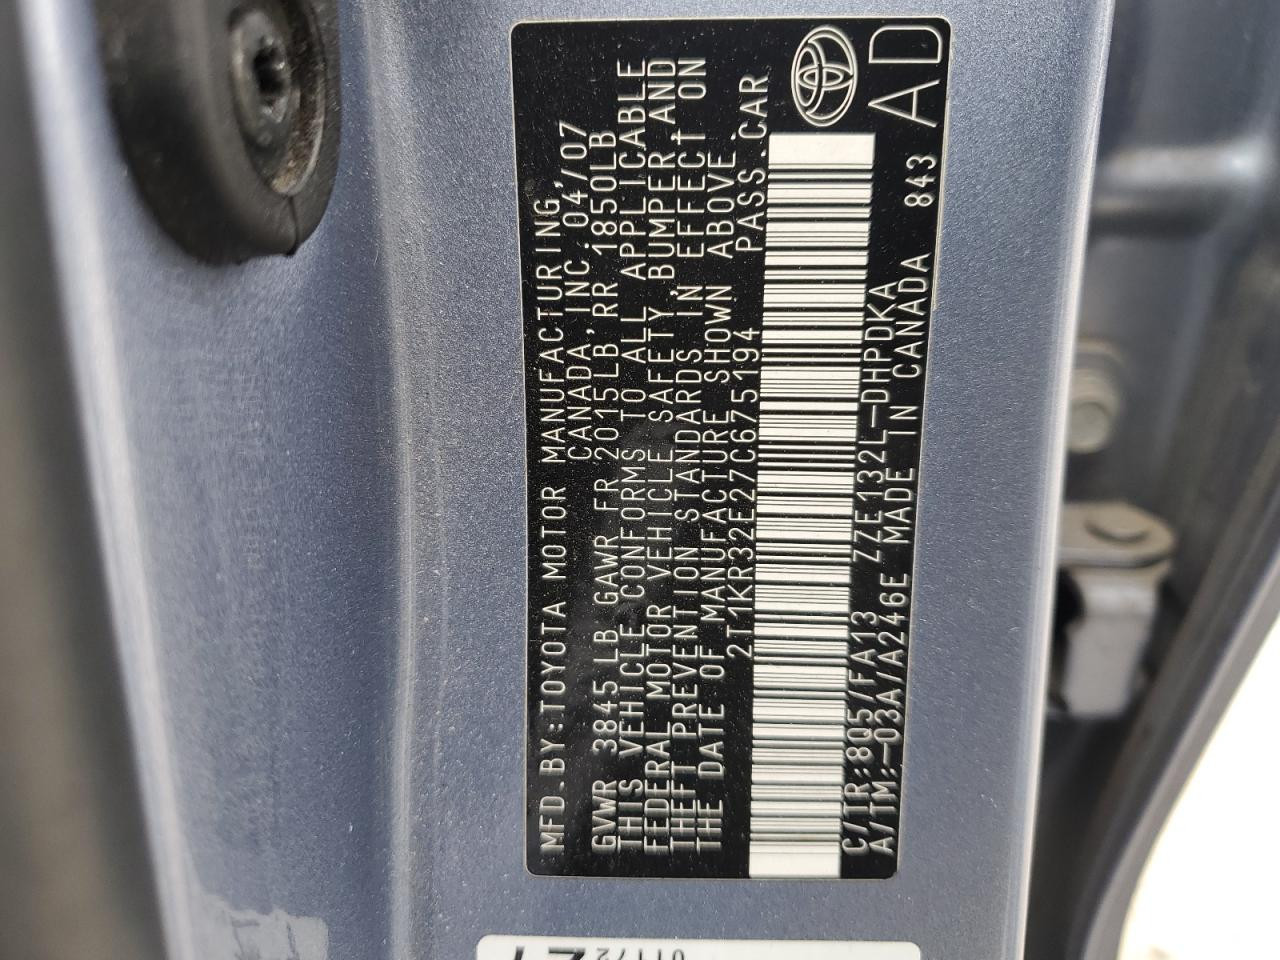 MFD.BY:TOYOTA MOTOR MANUFACTURING
CANADA,INC. 04/07
GVWR 3845LB GAWR FR 2015LB,RR 1850LB
THIS VEHICLE CONFORMS TO ALL APPLICABLE
FEDERAL MOTOR VEHICLE SAFETY,BUMPER,AND
THEFT PREVENTION STANDARDS IN EFFECT ON
THE DATE OF MANUFACTURE SHOWN ABOVE
2T1KR32E27C675194 PASS.CAR
C/TR:8Q5/FA13 ZZE132L-DHPDKA
A/TM:-03A/A246E MADE IN CANADA 843
AD
01172